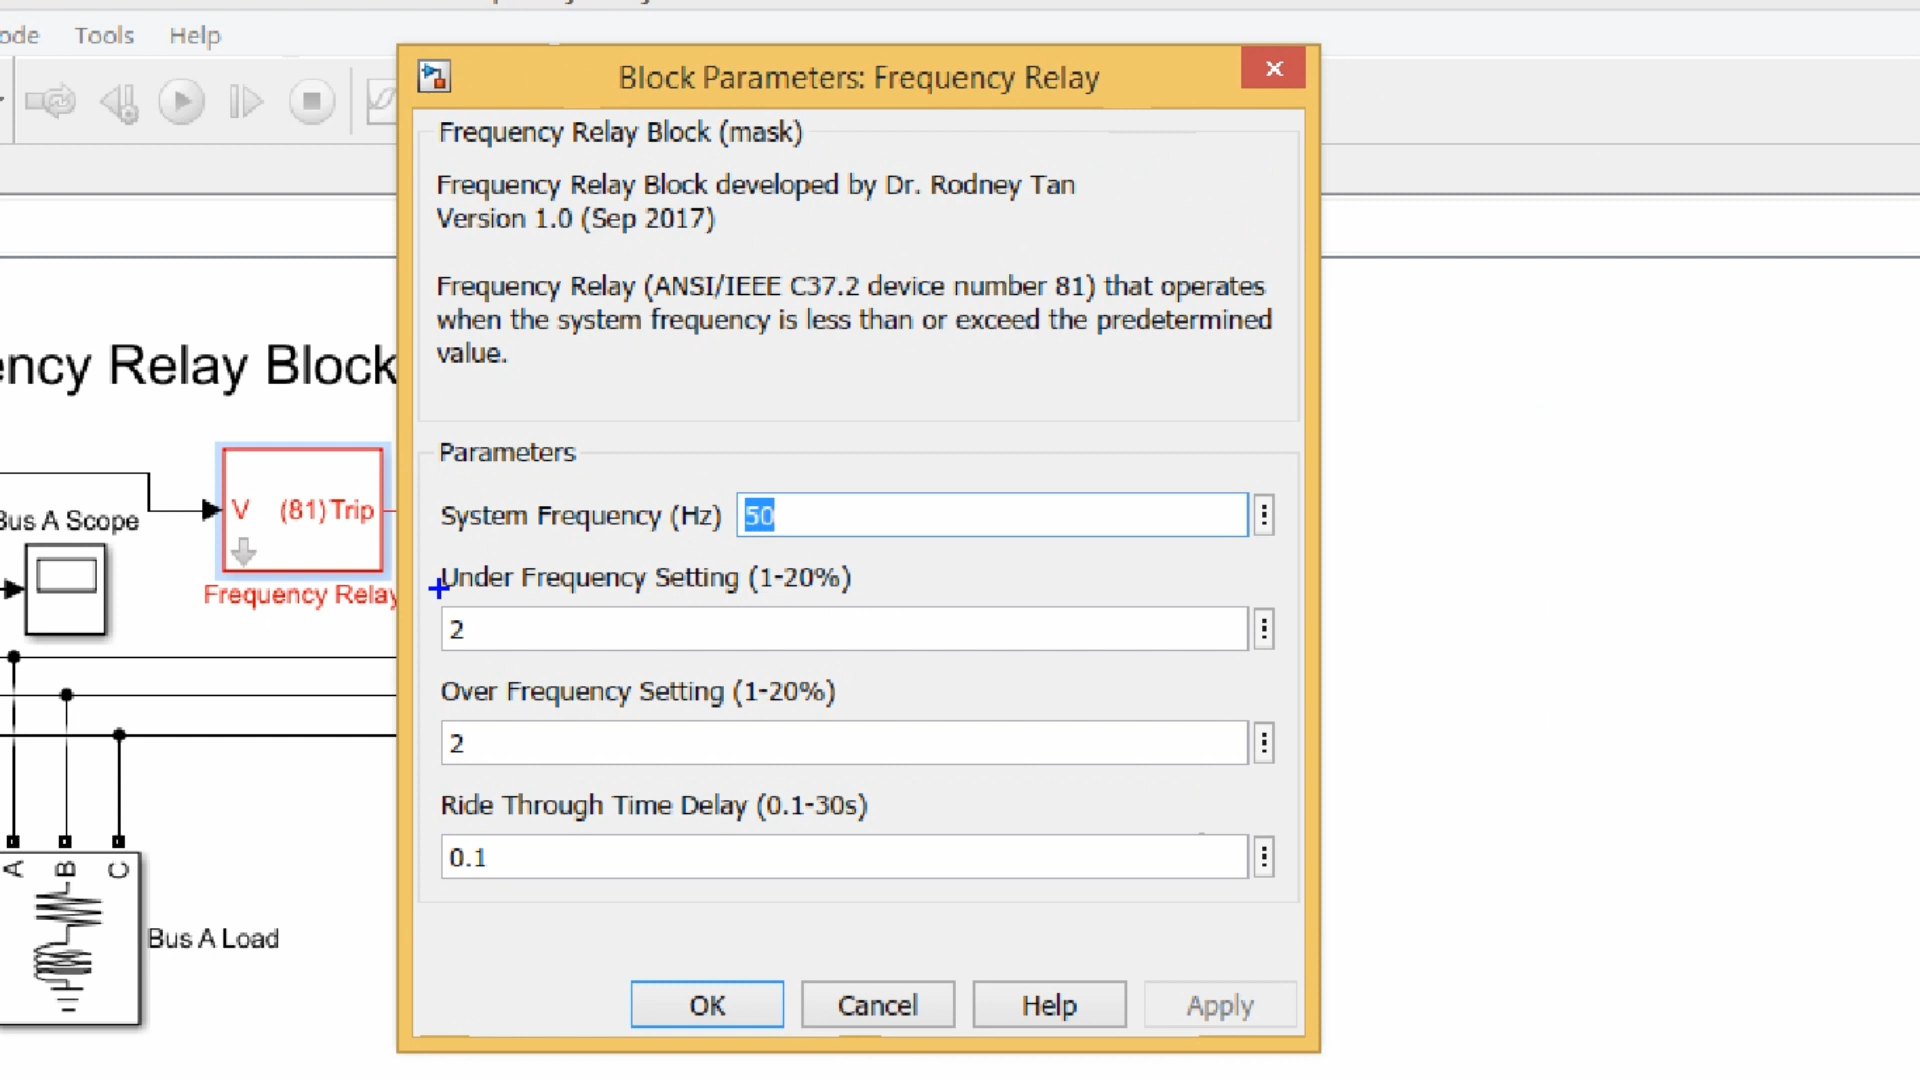 ode Tools Help
Block Parameters: Frequency Relay
Frequency Relay Block (mask)
Frequency Relay Block developed by Dr. Rodney Tan
Version 1.0 (Sep 2017)
Frequency Relay (ANSI/IEEE C37.2 device number 81) that operates
when the system frequency is less than or exceed the predetermined
value.
ency Relay Block
Parameters
System Frequency (Hz) 50
V (81) Trip
Bus A Scope
Frequency Relay
Under Frequency Setting (1-20%)
2
Over Frequency Setting (1-20%)
2
Ride Through Time Delay (0.1-30s)
0.1
A B C
Bus A Load
OK Cancel Help Apply